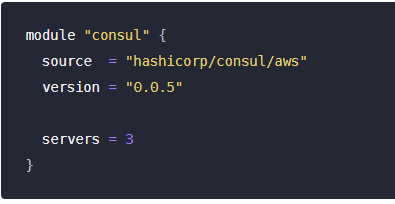 module "consul" {
  source  = "hashicorp/consul/aws"
  version = "0.0.5"

  servers = 3
}